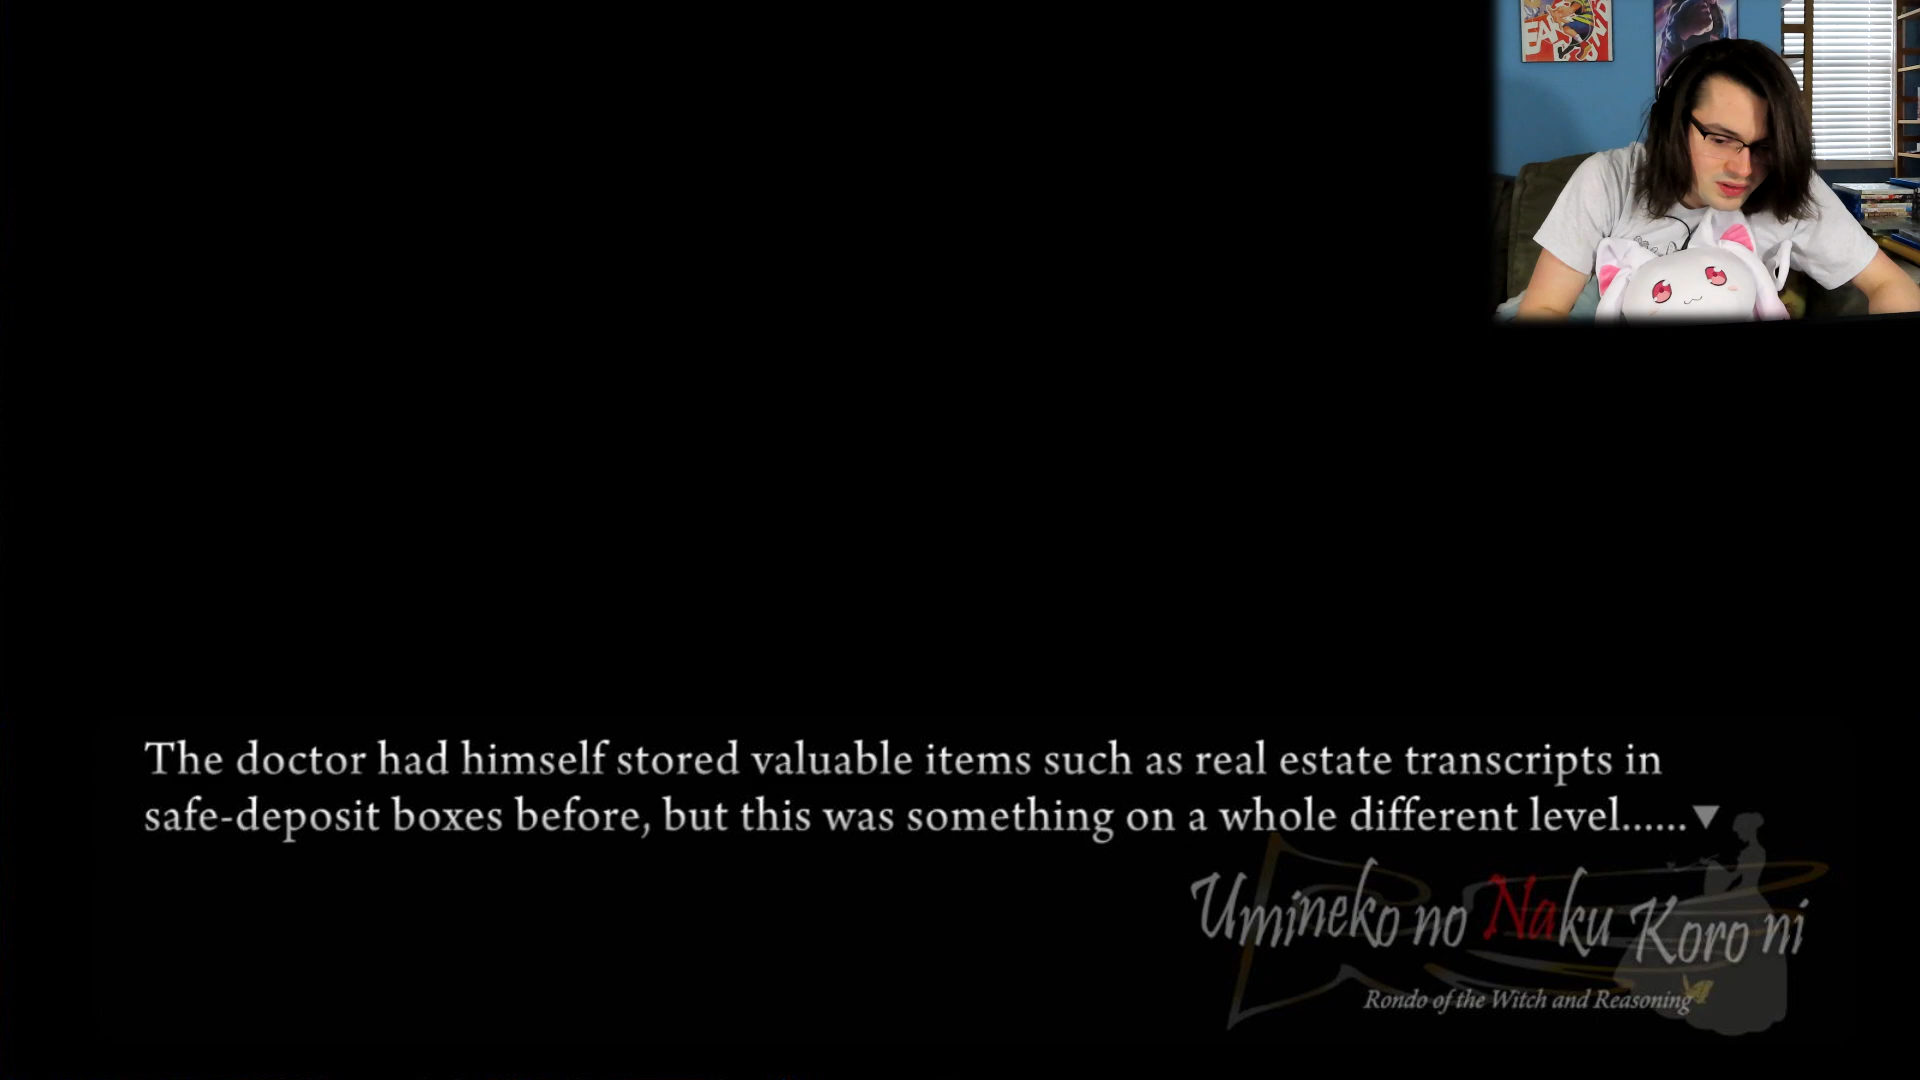 The doctor had himself stored valuable items such as real estate transcripts in
safe-deposit boxes before, but this was something on a whole different level......▼
Umineko no Naku Koro ni
Rondo of the Witch and Reasoning